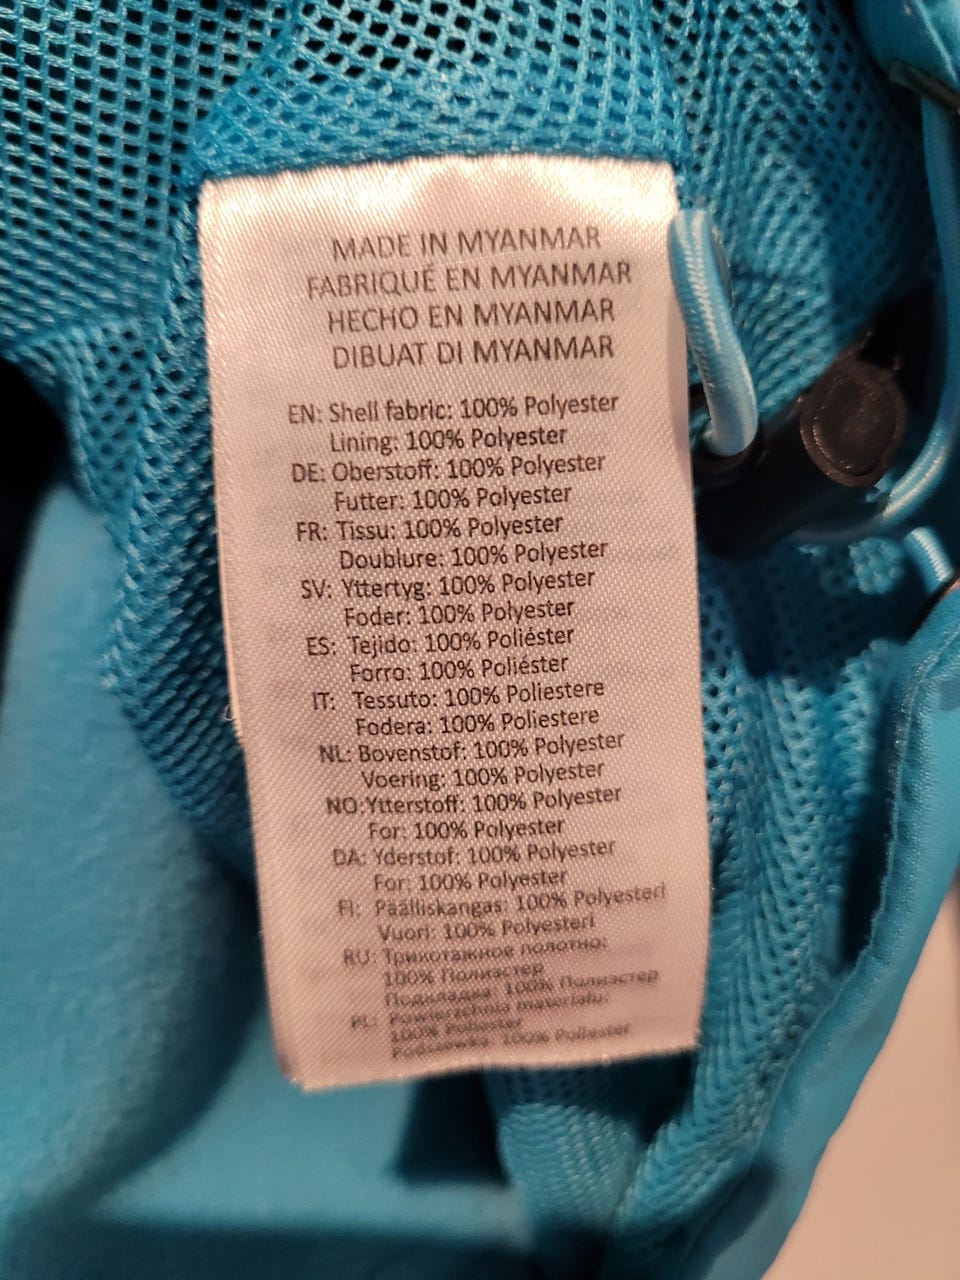 MADE IN MYANMAR
FABRIQUÉ EN MYANMAR
HECHO EN MYANMAR
DIBUAT DI MYANMAR
EN: Shell fabric: 100% Polyester
Lining: 100% Polyester
DE: Oberstoff: 100% Polyester
Futter: 100% Polyester
FR: Tissu: 100% Polyester
Doublure: 100% Polyester
SV: Yttertyg: 100% Polyester
Foder: 100% Polyester
ES: Tejido: 100% Poliéster
Forro: 100% Poliéster
IT: Tessuto: 100% Poliestere
Fodera: 100% Poliestere
NL: Bovenstof: 100% Polyester
Voering: 100% Polyester
NO:Ytterstoff: 100% Polyester
For: 100% Polyester
DA: Yderstof: 100% Polyester
For: 100% Polyester
FI: Päälliskangas: 100% Polyesteri
Vuori: 100% Polyesteri
RU: Трикотажное полотно:
100% Полиэстер
Подкладка: 100% Полиэстер
PL: Powierzchnia materiału:
100% Poliester
Podszewka: 100% Poliester